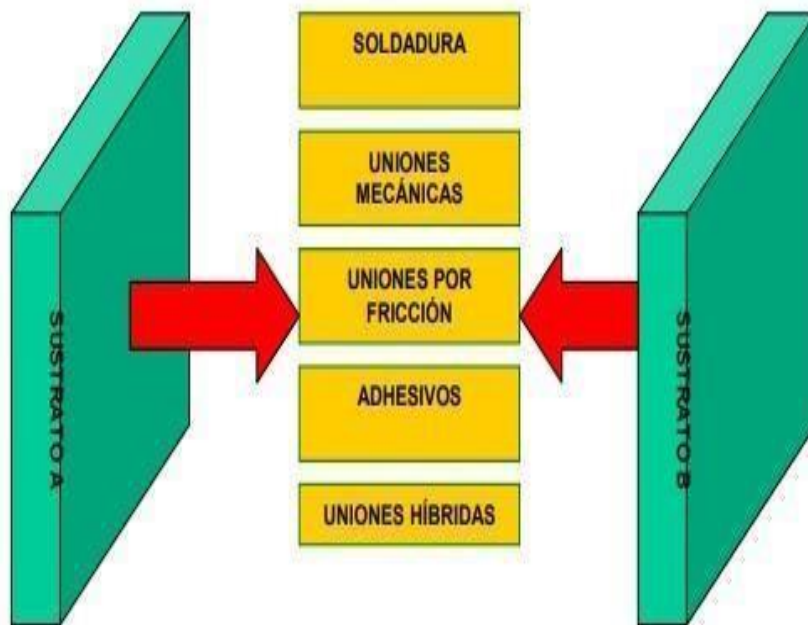 SOLDADURA
UNIONES
MECÁNICAS
UNIONES POR
FRICCIÓN
ADHESIVOS
UNIONES HÍBRIDAS
SUSTRATO A
SUSTRATO B